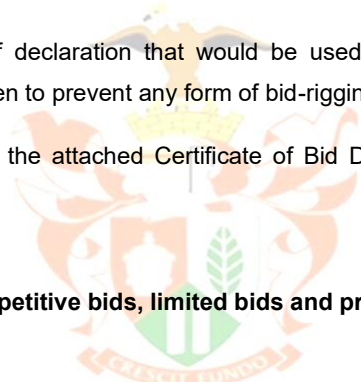 f declaration that would be used
en to prevent any form of bid-riggin
the attached Certificate of Bid D
petitive bids, limited bids and pr
CRESCIT EUNDO